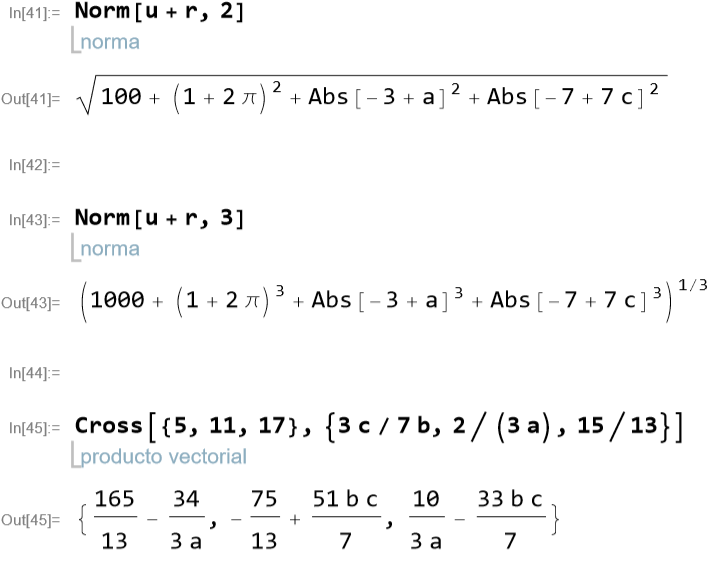 In[41]:= Norm[u + r, 2]
norma
Out[41]= √100 + (1 + 2 π)^2 + Abs[-3 + a]^2 + Abs[-7 + 7 c]^2
In[42]:=
In[43]:= Norm[u + r, 3]
norma
Out[43]= (1000 + (1 + 2 π)^3 + Abs[-3 + a]^3 + Abs[-7 + 7 c]^3)^1/3
In[44]:=
In[45]:= Cross[{5, 11, 17}, {3 c / 7 b, 2 / (3 a), 15 / 13}]
producto vectorial
Out[45]= {165/13 - 34/3 a, -75/13 + 51 b c/7, 10/3 a - 33 b c/7}